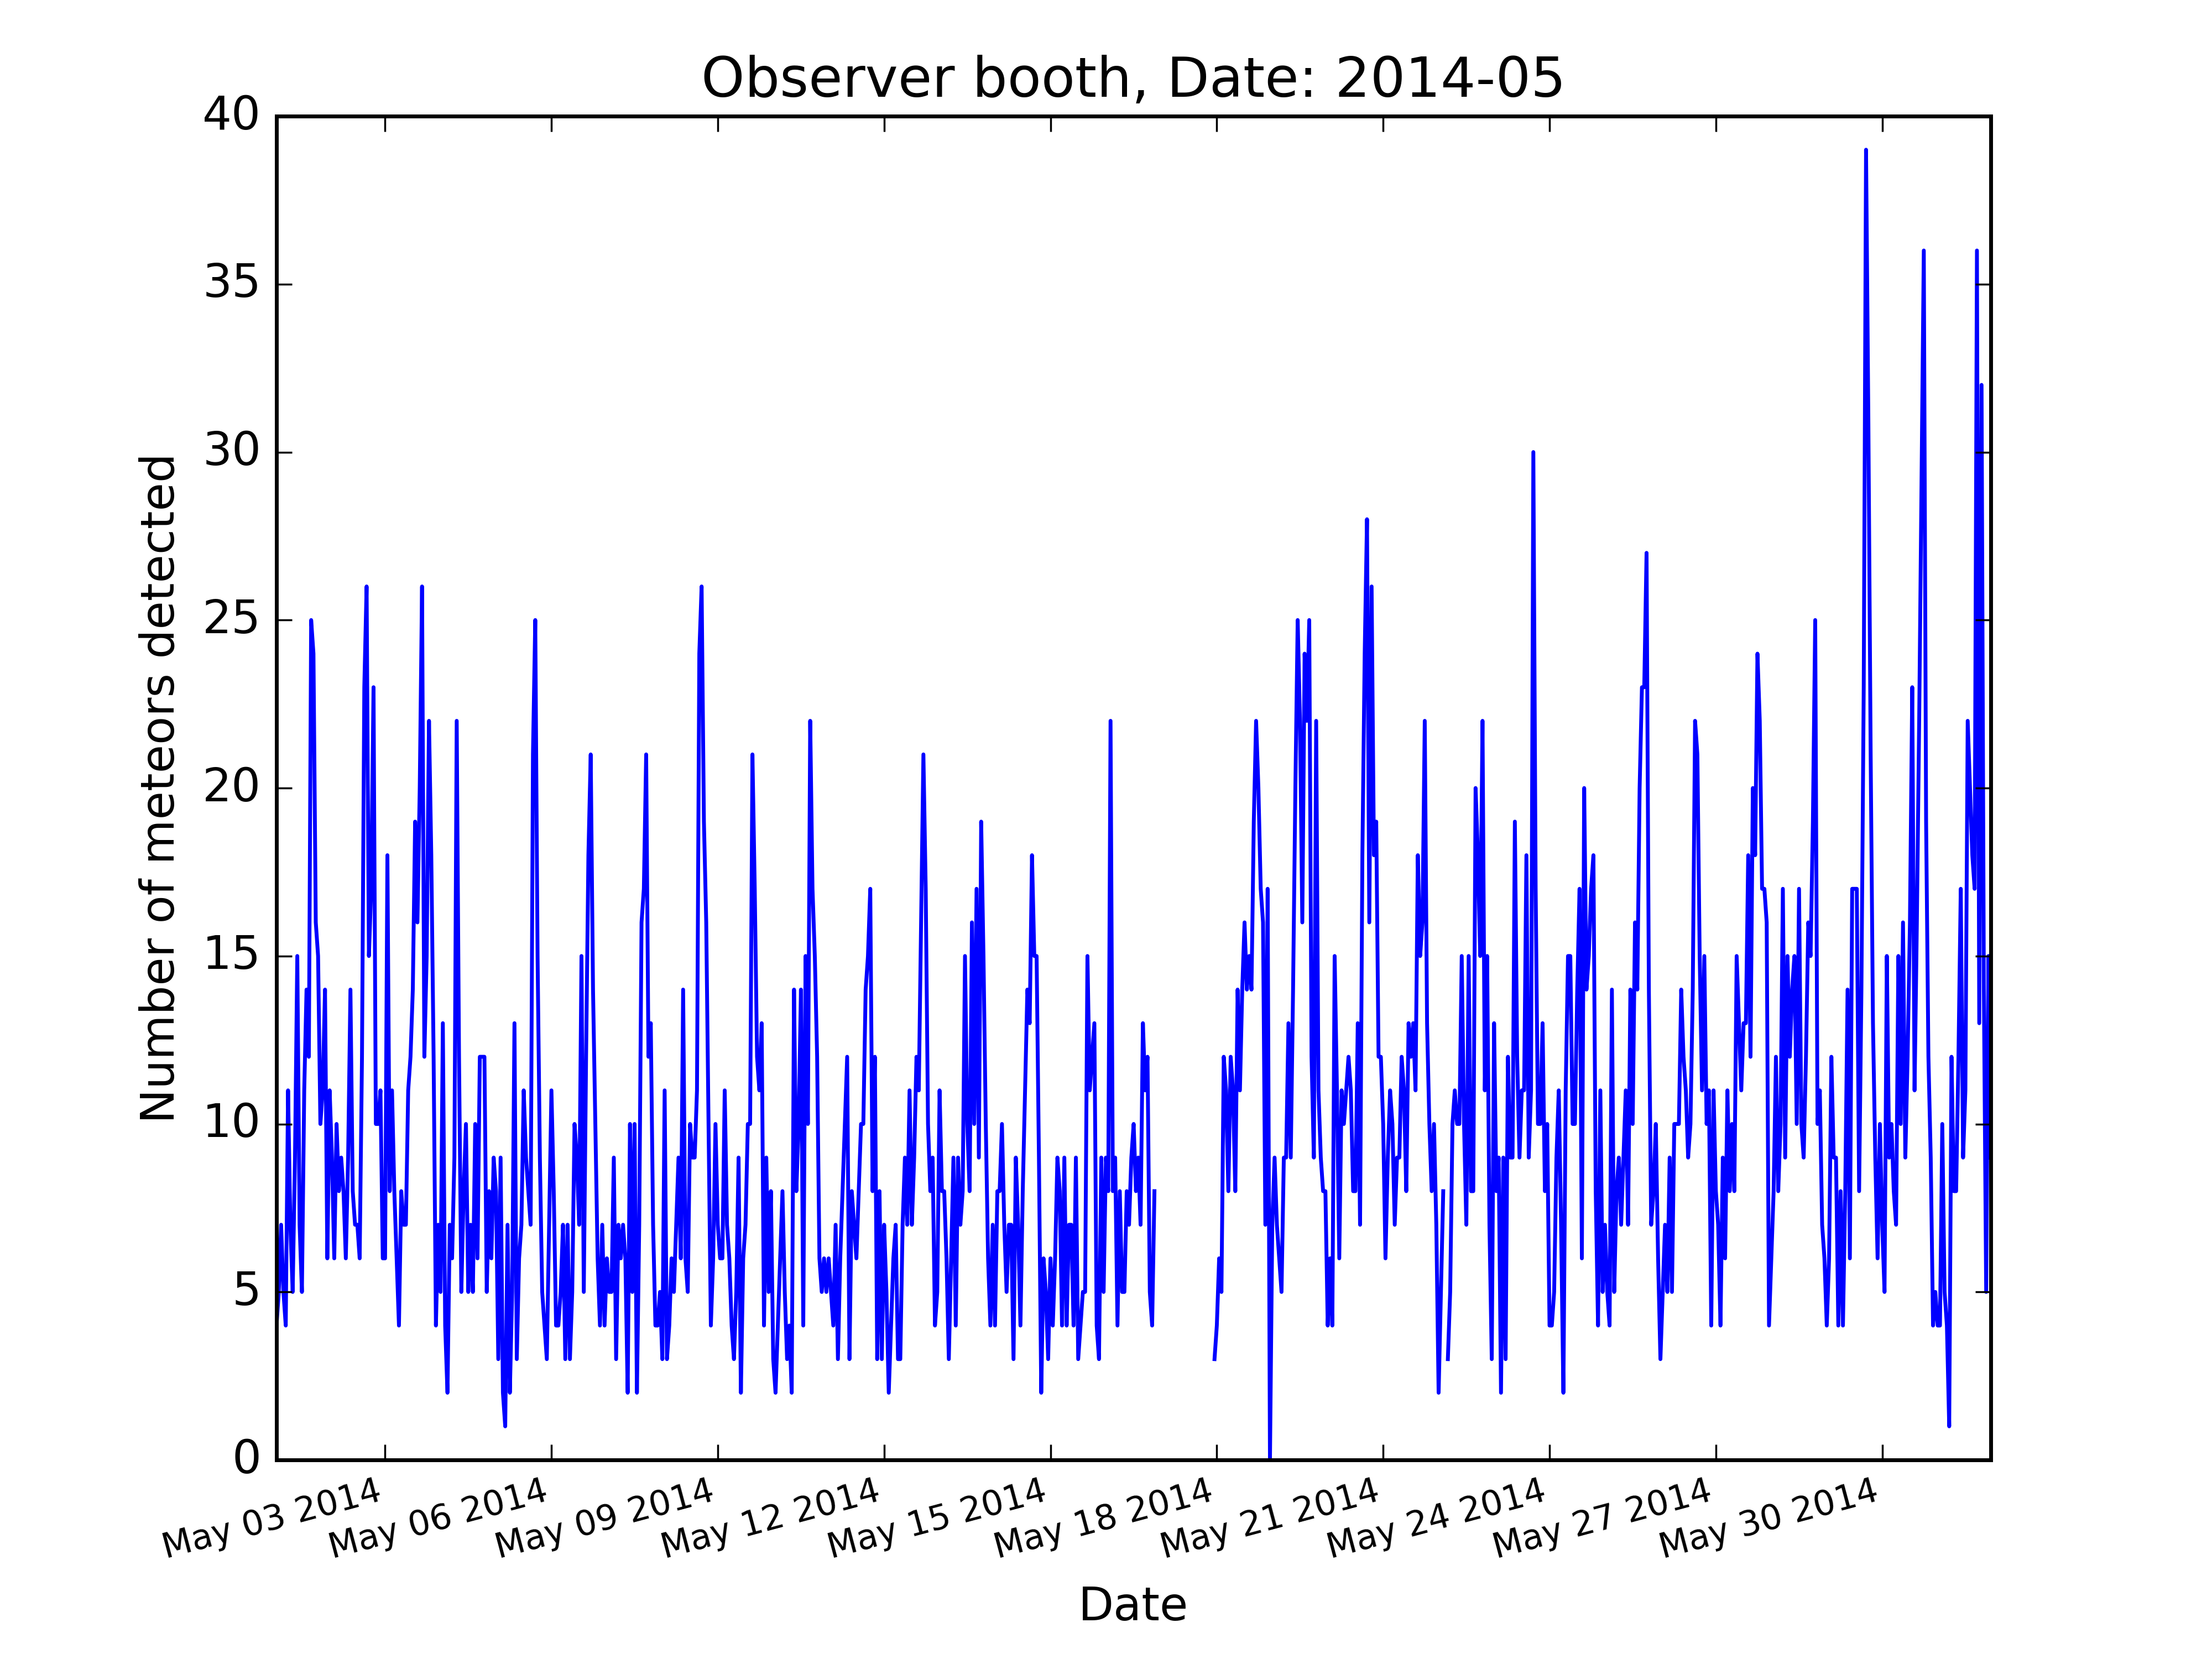 Observer booth, Date: 2014-05
40
35
30
25
20
15
10
5
0
Number of meteors detected
May 03 2014
May 06 2014
May 09 2014
May 12 2014
May 15 2014
May 18 2014
May 21 2014
May 24 2014
May 27 2014
May 30 2014
Date